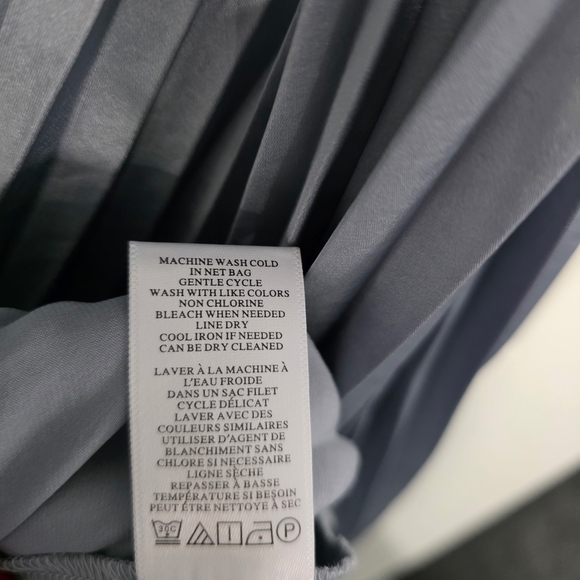 MACHINE WASH COLD
IN NET BAG
GENTLE CYCLE
WASH WITH LIKE COLORS
NON CHLORINE
BLEACH WHEN NEEDED
LINE DRY
COOL IRON IF NEEDED
CAN BE DRY CLEANED
LAVER À LA MACHINE À
L'EAU FROIDE
DANS UN SAC FILET
CYCLE DÉLICAT
LAVER AVEC DES
COULEURS SIMILAIRES
UTILISER D'AGENT DE
BLANCHIMENT SANS
CHLORE SI NECESSAIRE
LIGNE SÈCHE
REPASSER À BASSE
TEMPÉRATURE SI BESOIN
PEUT ÉTRE NETTOYÉ À SEC
30C P